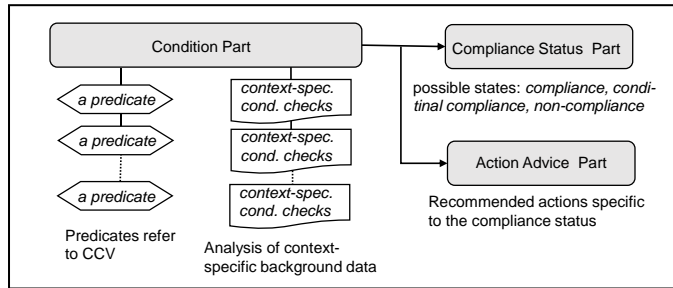 Condition Part
Compliance Status Part
possible states: compliance, condi-
tinal compliance, non-compliance
a predicate
a predicate
a predicate
context-spec.
cond. checks
context-spec.
cond. checks
context-spec.
cond. checks
Action Advice Part
Recommended actions specific
to the compliance status
Predicates refer
to CCV
Analysis of context-
specific background data